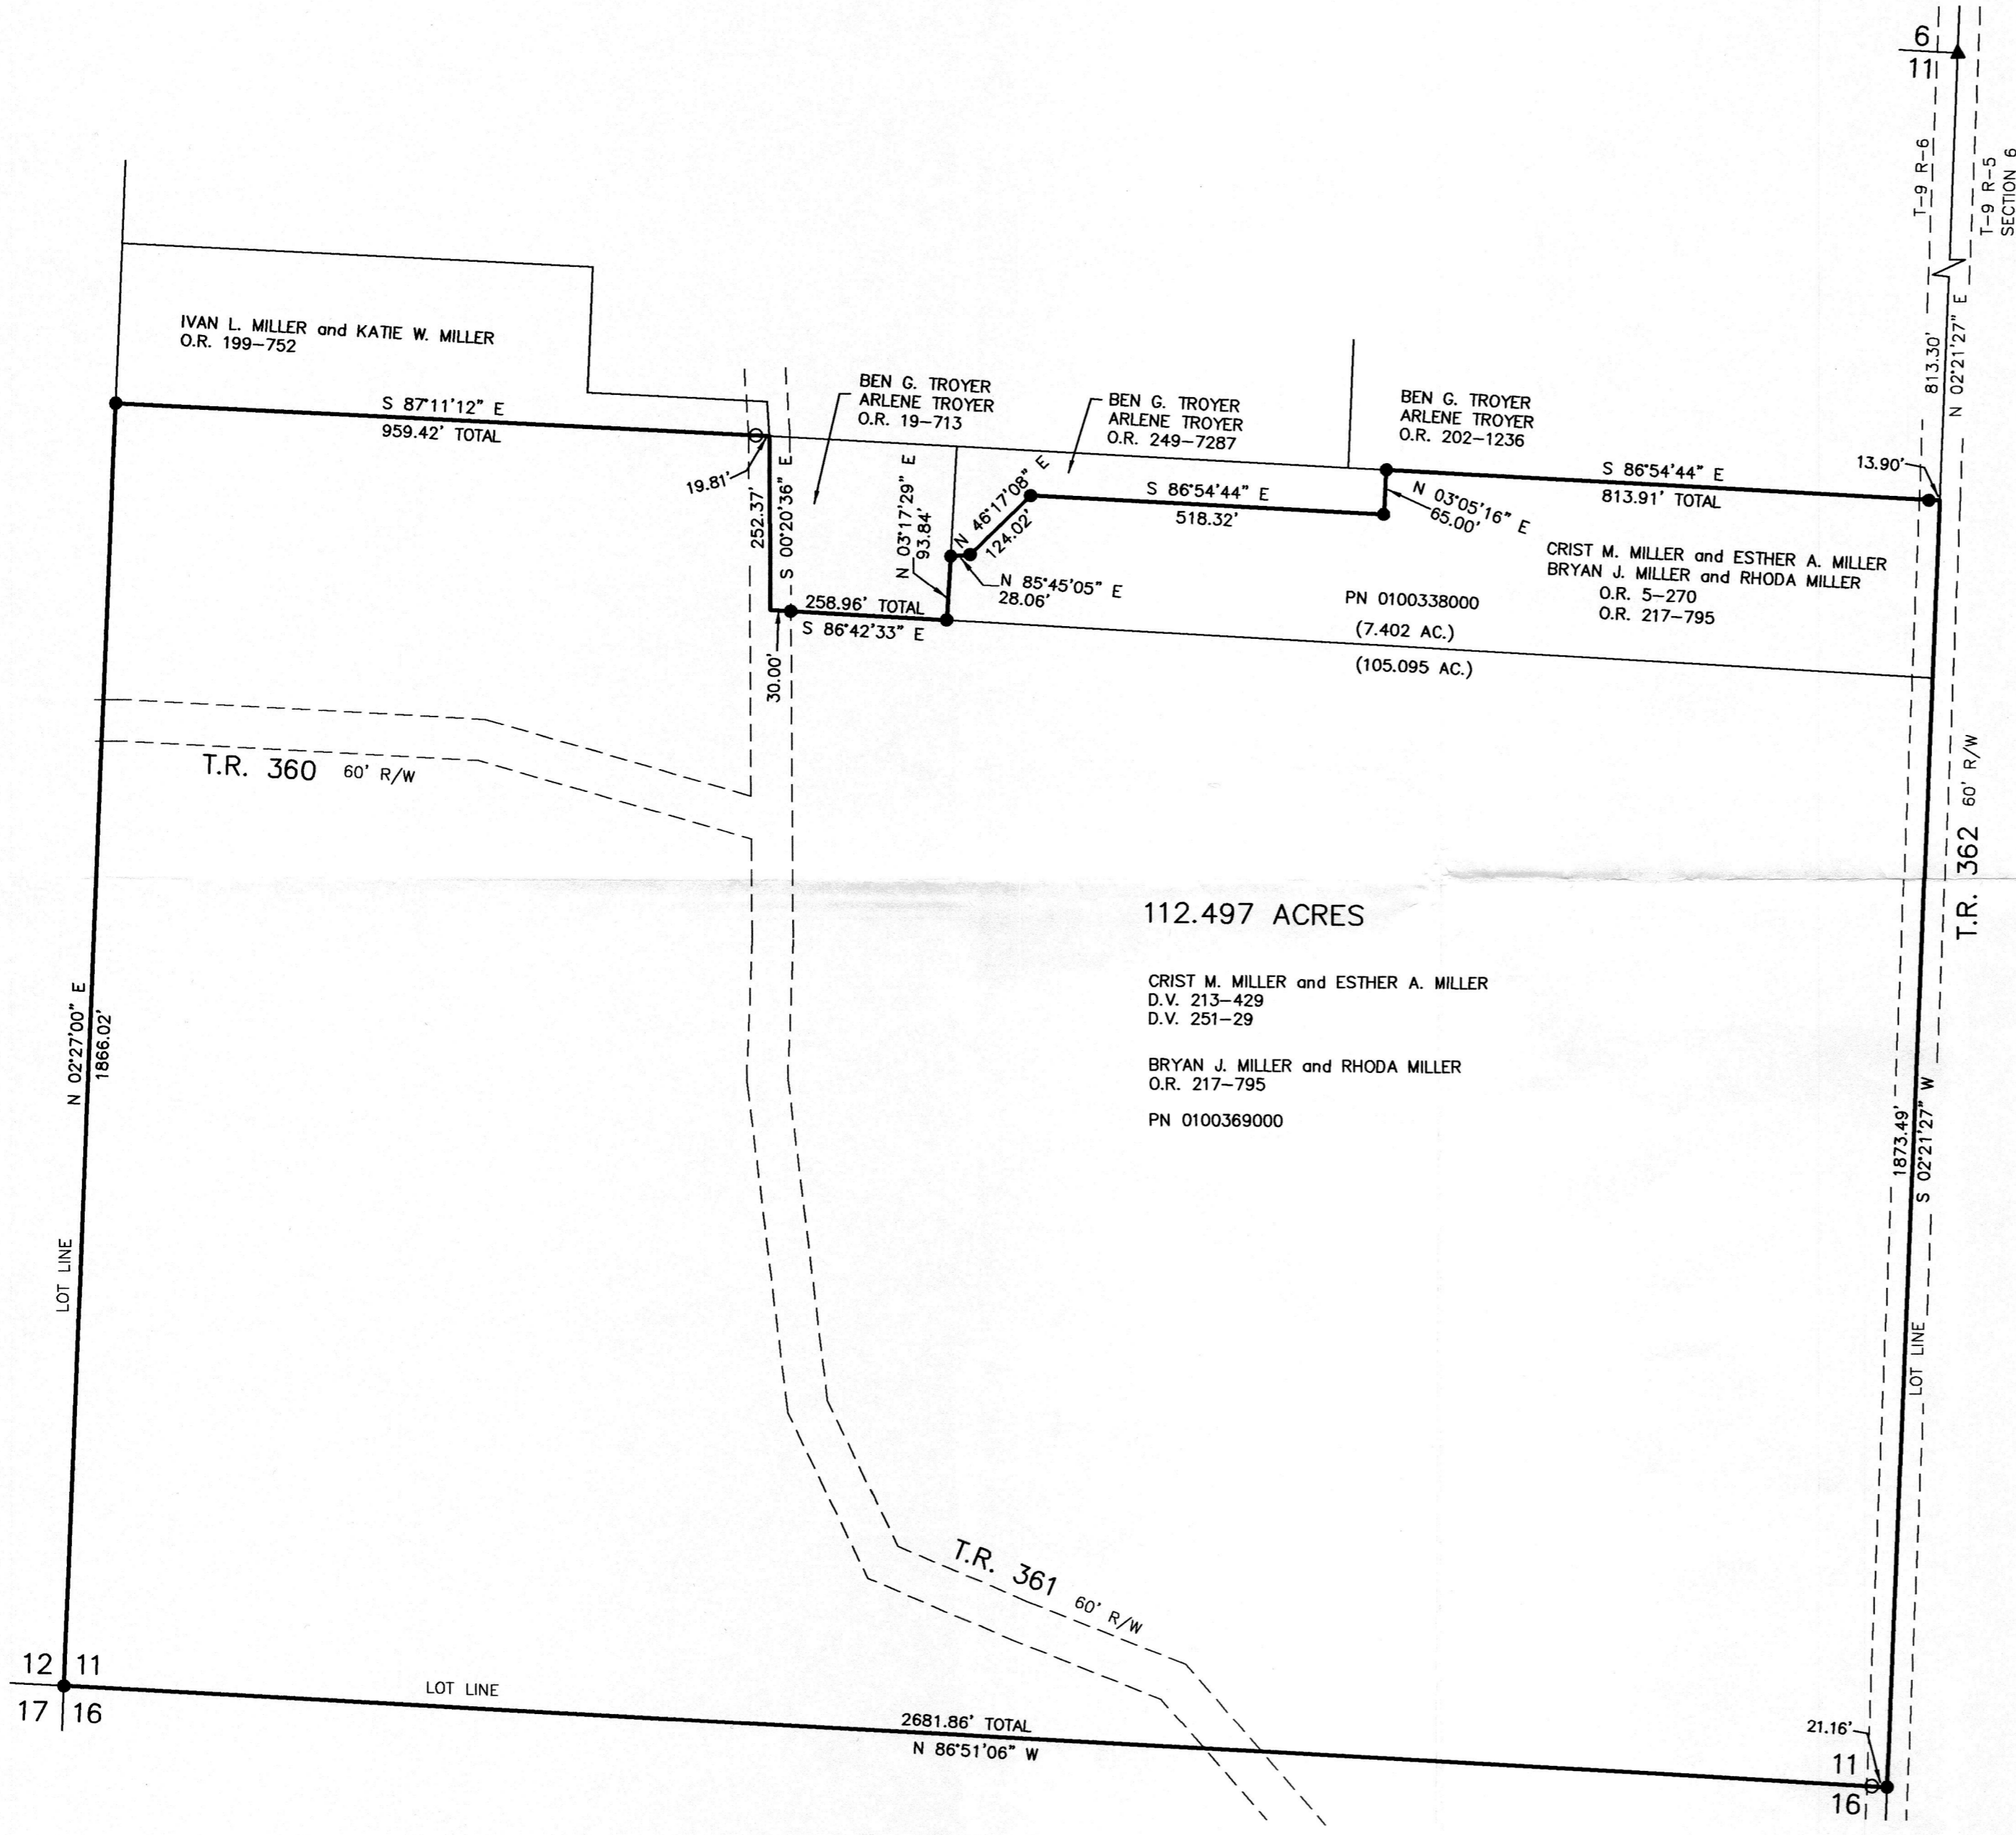 6
11
T-9 R-6
T-9 R-5
SECTION 6
813.30'
N 02°21'27" E
IVAN L. MILLER and KATIE W. MILLER
O.R. 199-752
S 87°11'12" E
959.42' TOTAL
19.81'
252.37'
S 00°20'36" E
BEN G. TROYER
ARLENE TROYER
O.R. 19-713
N 03°17'29" E
93.84'
BEN G. TROYER
ARLENE TROYER
O.R. 249-7287
N 46°17'08" E
124.02'
S 86°54'44" E
518.32'
BEN G. TROYER
ARLENE TROYER
O.R. 202-1236
N 03°05'16" E
65.00'
S 86°54'44" E
813.91' TOTAL
13.90'
CRIST M. MILLER and ESTHER A. MILLER
BRYAN J. MILLER and RHODA MILLER
O.R. 5-270
O.R. 217-795
N 85°45'05" E
28.06'
258.96' TOTAL
S 86°42'33" E
30.00'
PN 0100338000
(7.402 AC.)
(105.095 AC.)
T.R. 360 60' R/W
T.R. 362 60' R/W
112.497 ACRES
CRIST M. MILLER and ESTHER A. MILLER
D.V. 213-429
D.V. 251-29
BRYAN J. MILLER and RHODA MILLER
O.R. 217-795
PN 0100369000
N 02°27'00" E
1866.02'
LOT LINE
1873.49'
S 02°21'27" W
LOT LINE
T.R. 361 60' R/W
12 11
17 16
LOT LINE
2681.86' TOTAL
N 86°51'06" W
21.16'
11
16